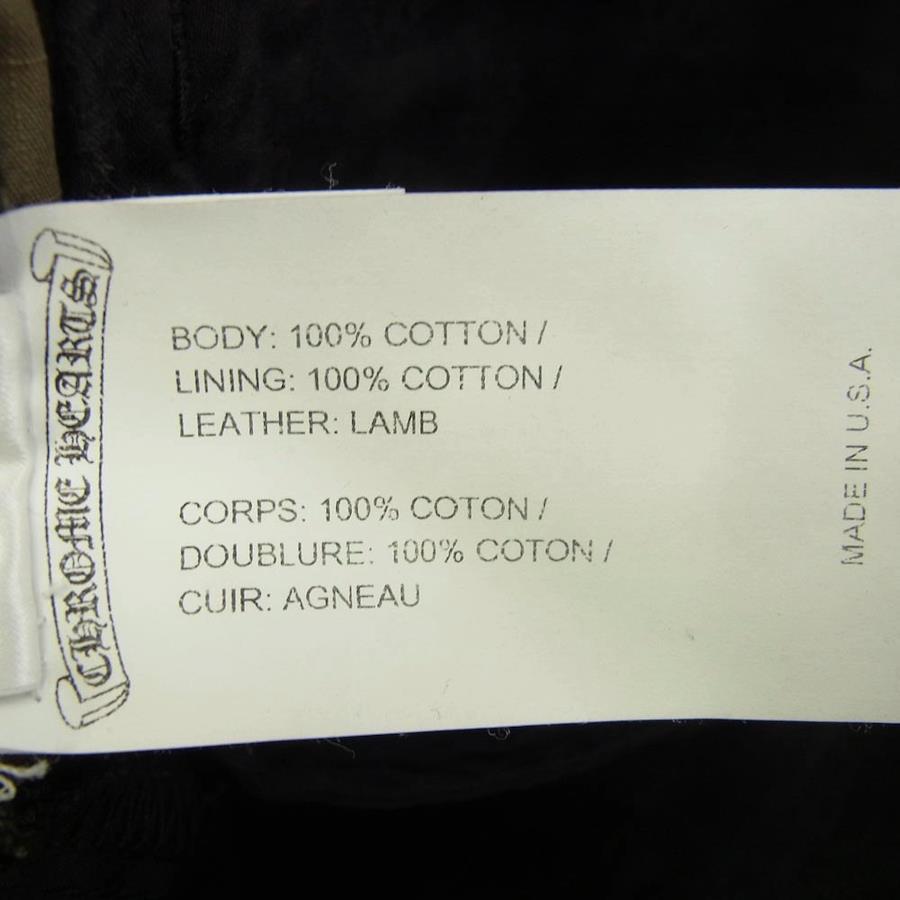 CHROME HEARTS
BODY: 100% COTTON /
LINING: 100% COTTON /
LEATHER: LAMB
CORPS: 100% COTON /
DOUBLURE: 100% COTON /
CUIR: AGNEAU
MADE IN U.S.A.